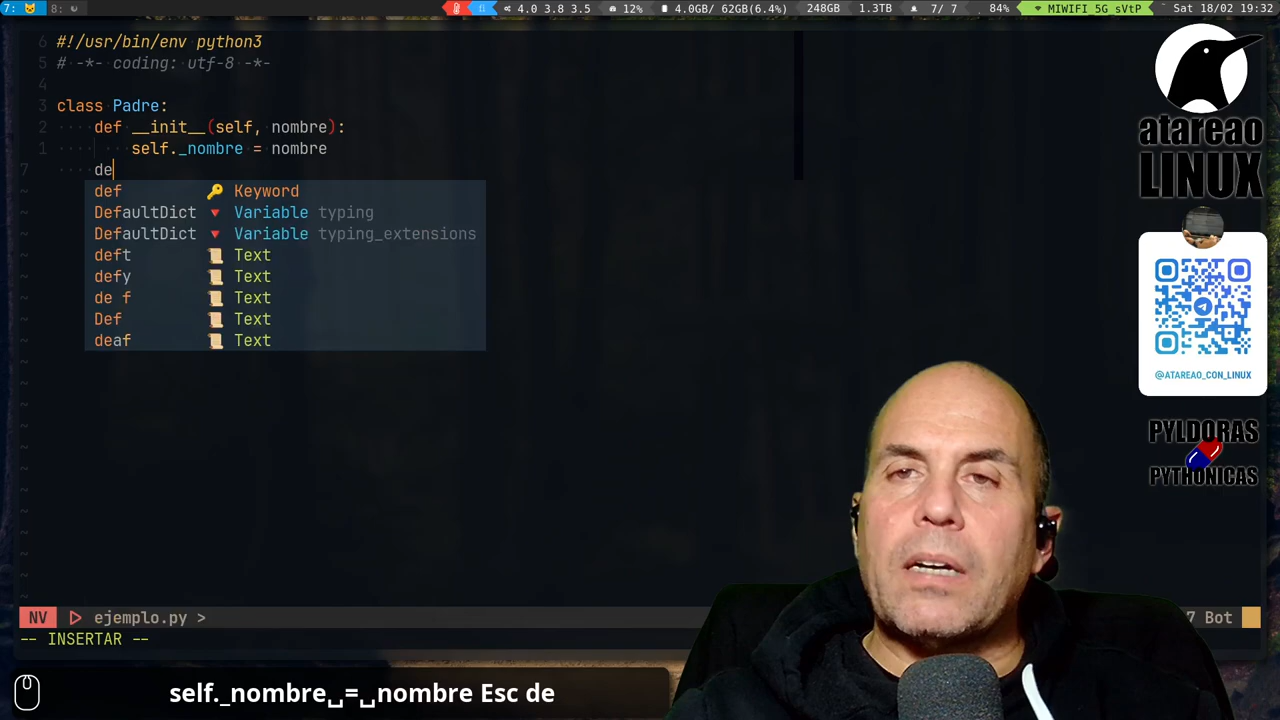 7: 8: 4.0 3.8 3.5 12% 4.0GB/ 62GB(6.4%) 248GB 1.3TB 7/ 7 84% MIWIFI_5G_sVtP Sat 18/02 19:32
6 #!/usr/bin/env python3
5 # -*- coding: utf-8 -*-
4
3 class Padre:
2 def __init__(self, nombre):
1 self._nombre = nombre
7 de
def Keyword
DefaultDict Variable typing
DefaultDict Variable typing_extensions
deft Text
defy Text
de f Text
Def Text
deaf Text
atareao
LINUX
@ATAREAO_CON_LINUX
PYLDORAS
PYTHONICAS
NV ejemplo.py > 7 Bot
-- INSERTAR --
self._nombre␣=␣nombre Esc de